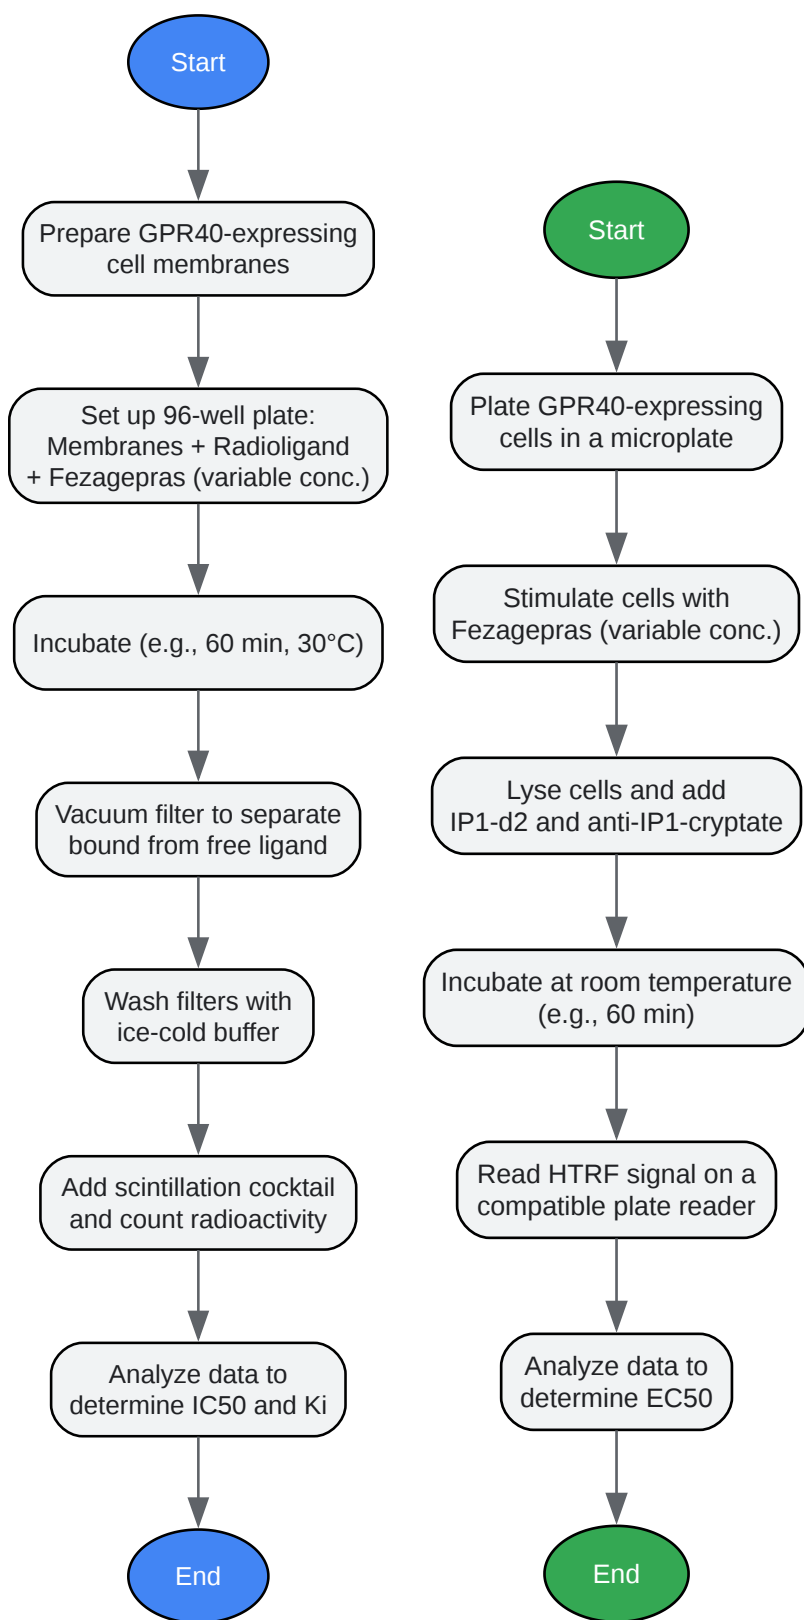 Start
Prepare GPR40-expressing
cell membranes
Set up 96-well plate:
Membranes + Radioligand
+ Fezagepras (variable conc.)
Incubate (e.g., 60 min, 30°C)
Vacuum filter to separate
bound from free ligand
Wash filters with
ice-cold buffer
Add scintillation cocktail
and count radioactivity
Analyze data to
determine IC50 and Ki
End
Start
Plate GPR40-expressing
cells in a microplate
Stimulate cells with
Fezagepras (variable conc.)
Lyse cells and add
IP1-d2 and anti-IP1-cryptate
Incubate at room temperature
(e.g., 60 min)
Read HTRF signal on a
compatible plate reader
Analyze data to
determine EC50
End